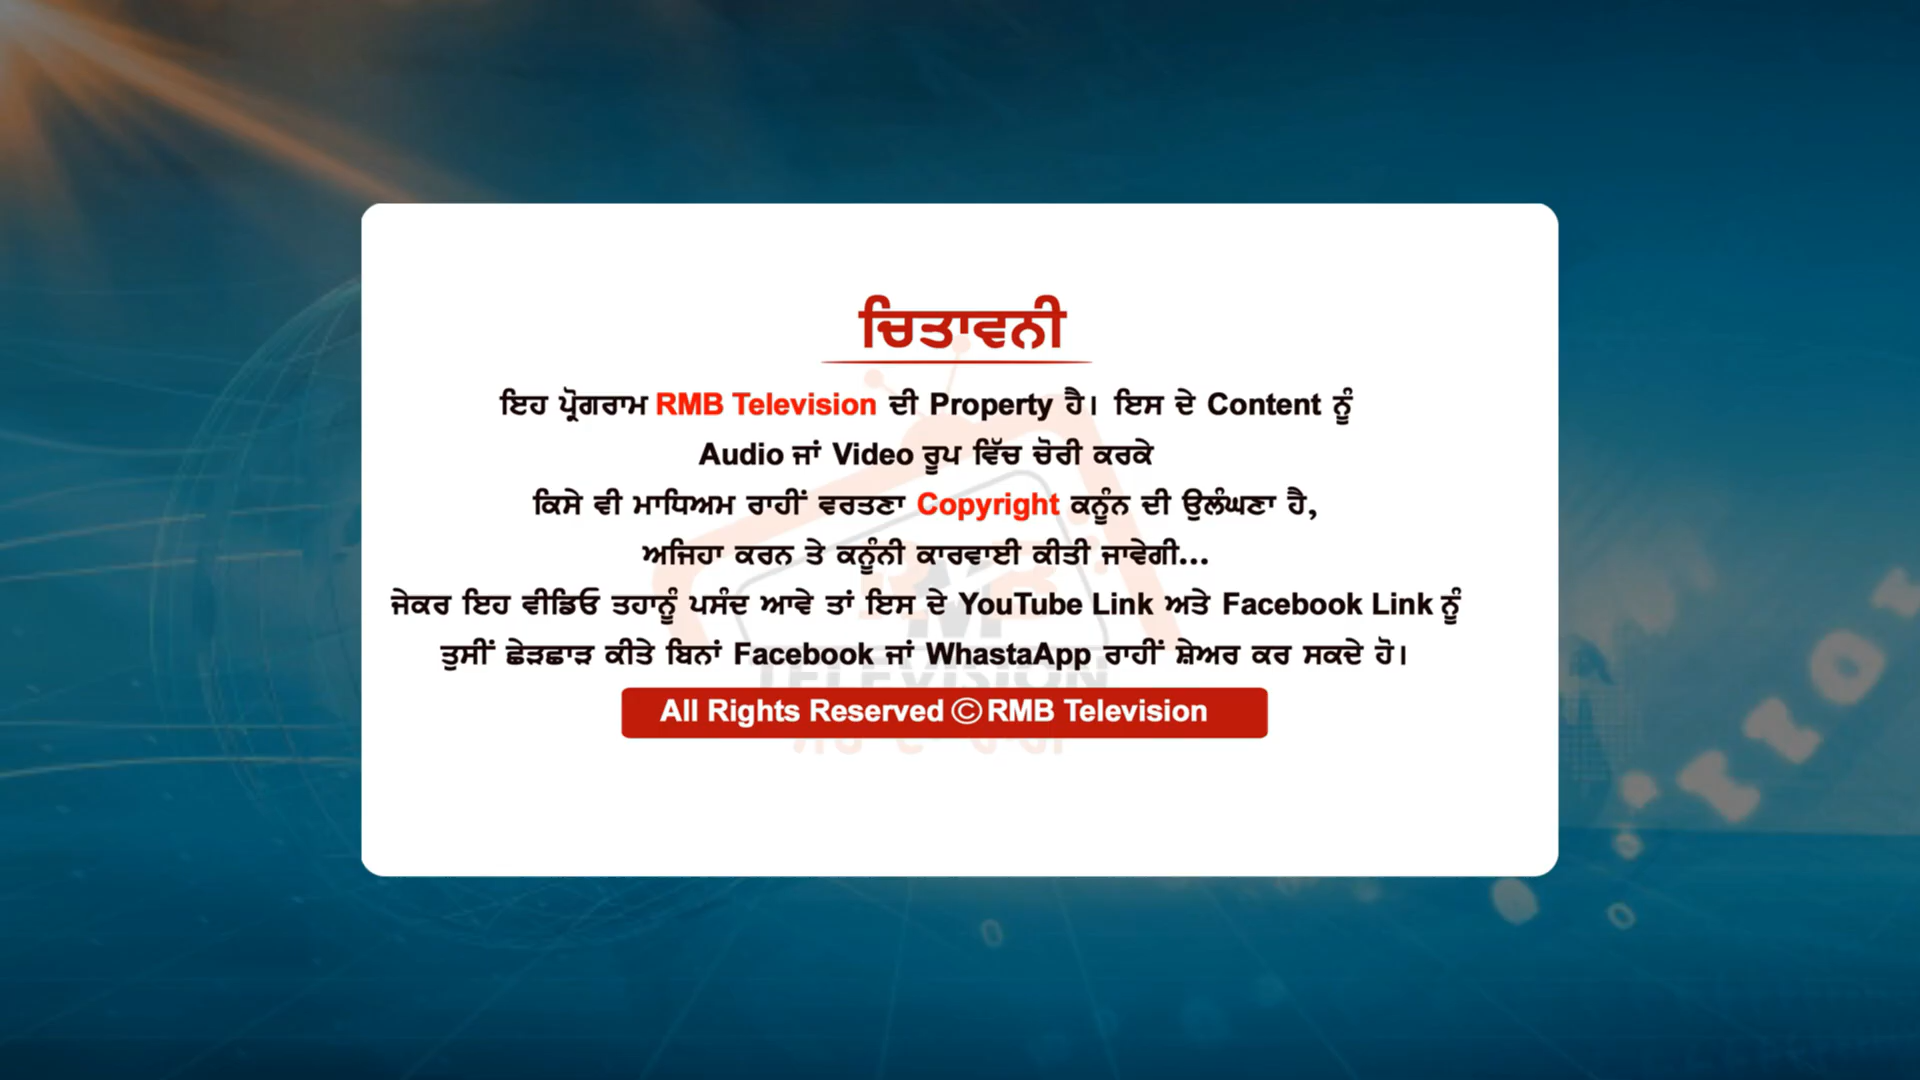 ਚਿਤਾਵਨੀ
ਇਹ ਪ੍ਰੋਗਰਾਮ RMB Television ਦੀ Property ਹੈ। ਇਸ ਦੇ Content ਨੂੰ
Audio ਜਾਂ Video ਰੂਪ ਵਿੱਚ ਚੋਰੀ ਕਰਕੇ
ਕਿਸੇ ਵੀ ਮਾਧਿਅਮ ਰਾਹੀਂ ਵਰਤਣਾ Copyright ਕਨੂੰਨ ਦੀ ਉਲੰਘਣਾ ਹੈ,
ਅਜਿਹਾ ਕਰਨ ਤੇ ਕਨੂੰਨੀ ਕਾਰਵਾਈ ਕੀਤੀ ਜਾਵੇਗੀ...
ਜੇਕਰ ਇਹ ਵੀਡਿਓ ਤਹਾਨੂੰ ਪਸੰਦ ਆਵੇ ਤਾਂ ਇਸ ਦੇ YouTube Link ਅਤੇ Facebook Link ਨੂੰ
ਤੁਸੀਂ ਛੇੜਛਾੜ ਕੀਤੇ ਬਿਨਾਂ Facebook ਜਾਂ WhastaApp ਰਾਹੀਂ ਸ਼ੇਅਰ ਕਰ ਸਕਦੇ ਹੋ।
All Rights Reserved © RMB Television